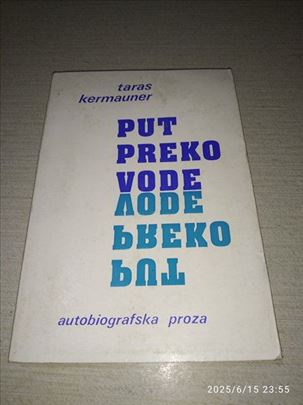 taras
kermauner
PUT
PREKO
VODE
VODE
PREKO
PUT
autobiografska proza
2025/6/15 23:55